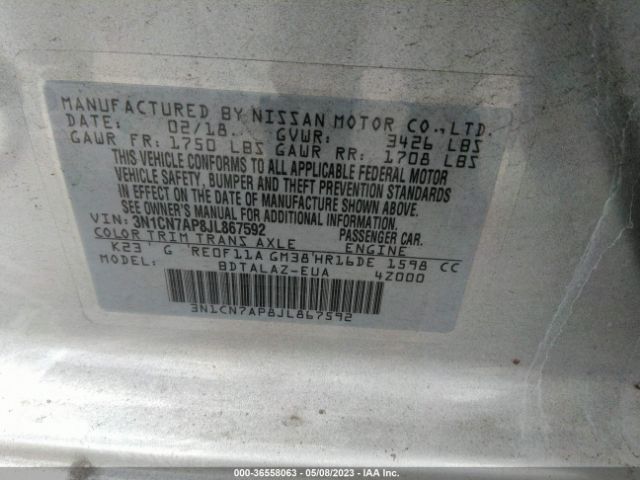 MANUFACTURED BY NISSAN MOTOR CO.,LTD.
DATE: 02/18. GVWR: 3426 LBS
GAWR FR: 1750 LBS GAWR RR: 1708 LBS
THIS VEHICLE CONFORMS TO ALL APPLICABLE FEDERAL MOTOR
VEHICLE SAFETY, BUMPER AND THEFT PREVENTION STANDARDS
IN EFFECT ON THE DATE OF MANUFACTURE SHOWN ABOVE.
SEE OWNER'S MANUAL FOR ADDITIONAL INFORMATION.
VIN: 3N1CN7AP8JL867592 PASSENGER CAR.
COLOR TRIM TRANS AXLE ENGINE
K23' G RE0F11A GM38'HR16DE 1598 CC
MODEL: BDTALAZ-EUA 4Z000
3N1CN7AP8JL867592
000-36558063 - 05/08/2023 - IAA Inc.